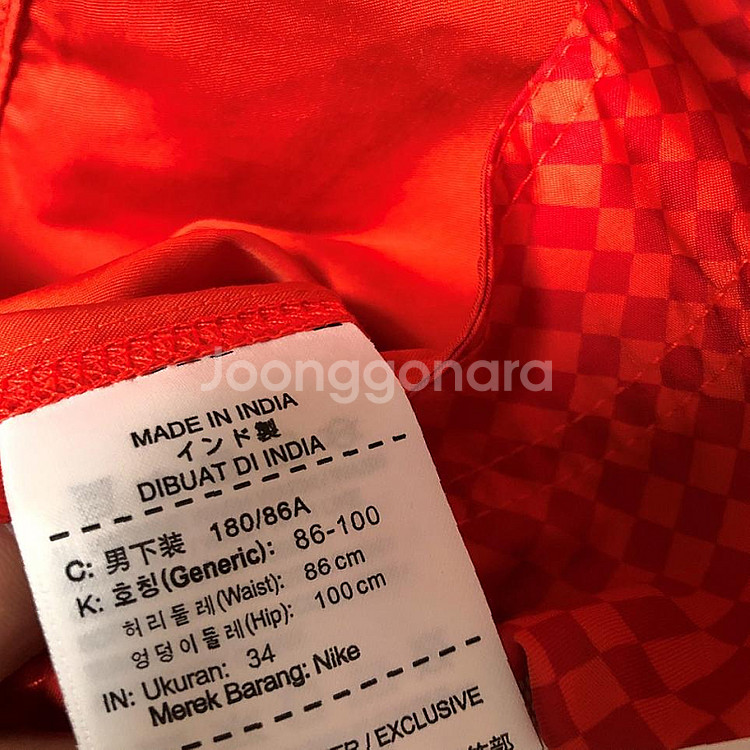 Joonggonara
MADE IN INDIA
インド製
DIBUAT DI INDIA
C: 男下装 180/86A
K: 호칭(Generic): 86-100
허리둘레(Waist): 86 cm
엉덩이둘레(Hip): 100 cm
IN: Ukuran: 34
Merek Barang: Nike
/ EXCLUSIVE